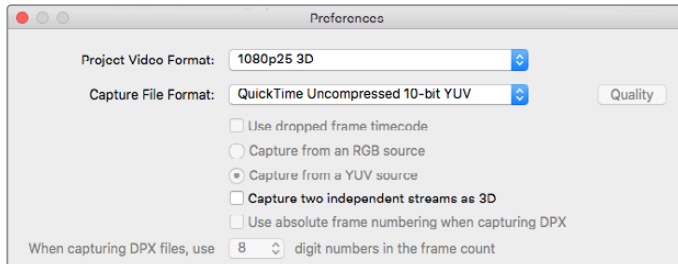 Preferences
Project Video Format: 1080p25 3D
Capture File Format: QuickTime Uncompressed 10-bit YUV Quality
Use dropped frame timecode
Capture from an RGB source
Capture from a YUV source
Capture two independent streams as 3D
Use absolute frame numbering when capturing DPX
When capturing DPX files, use 8 digit numbers in the frame count